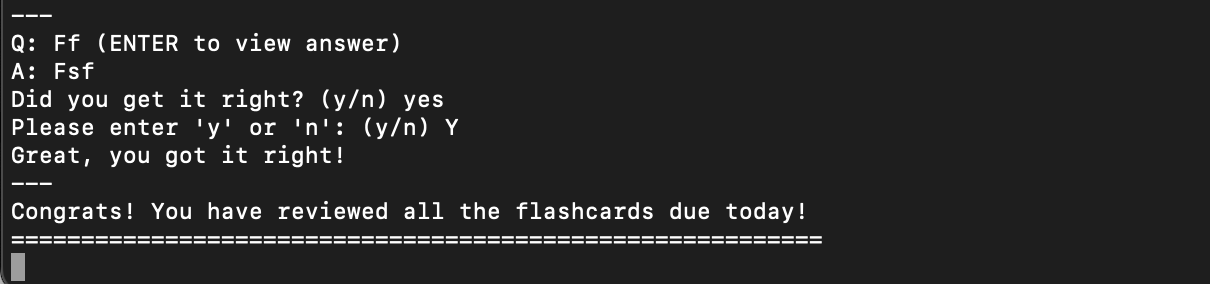 ---
Q: Ff (ENTER to view answer)
A: Fsf
Did you get it right? (y/n) yes
Please enter 'y' or 'n': (y/n) Y
Great, you got it right!
---
Congrats! You have reviewed all the flashcards due today!
==========================================================